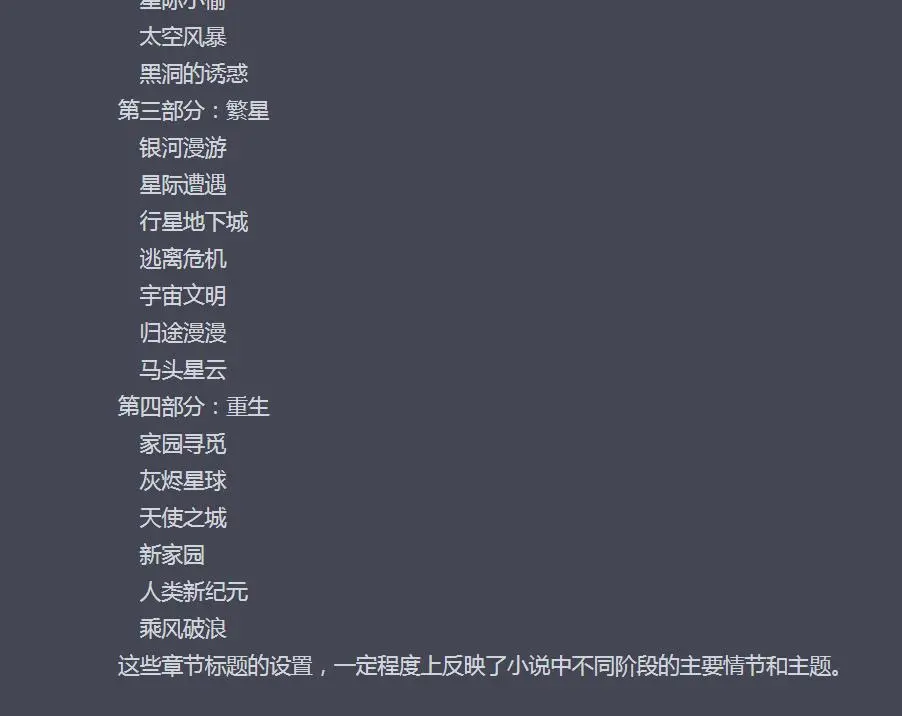 星际小偷
太空风暴
黑洞的诱惑
第三部分：繁星
银河漫游
星际遭遇
行星地下城
逃离危机
宇宙文明
归途漫漫
马头星云
第四部分：重生
家园寻觅
灰烬星球
天使之城
新家园
人类新纪元
乘风破浪
这些章节标题的设置，一定程度上反映了小说中不同阶段的主要情节和主题。